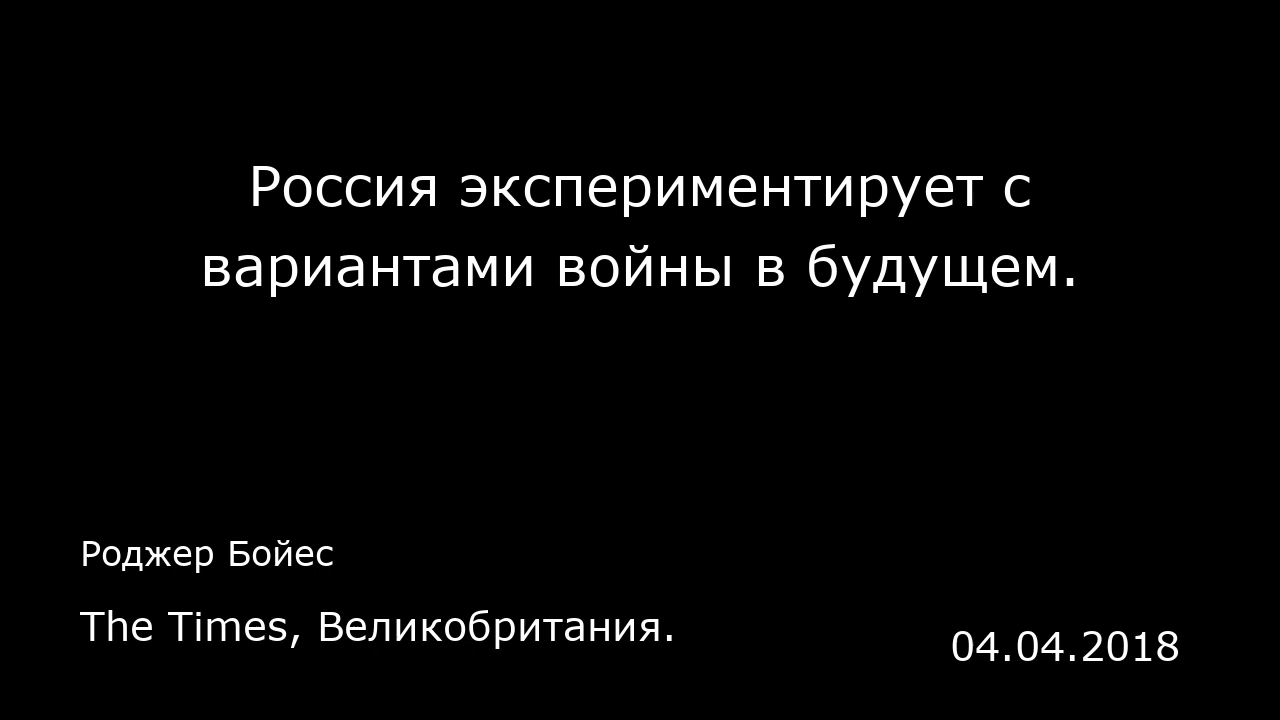 Россия экспериментирует с
вариантами войны в будущем.
Роджер Бойес
The Times, Великобритания.
04.04.2018